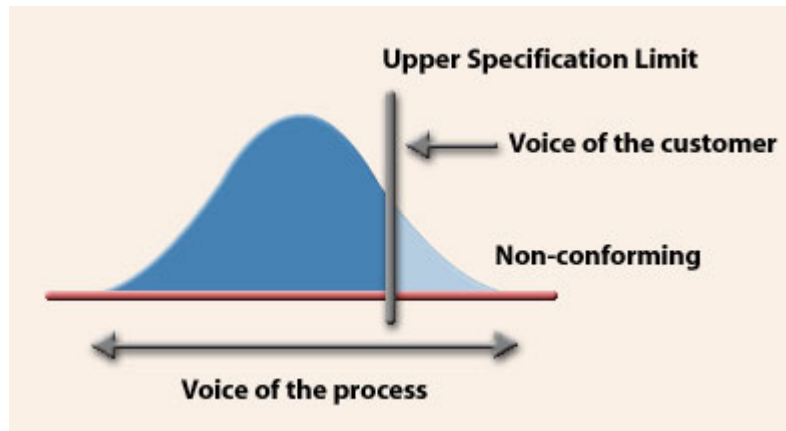 Upper Specification Limit
Voice of the customer
Non-conforming
Voice of the process